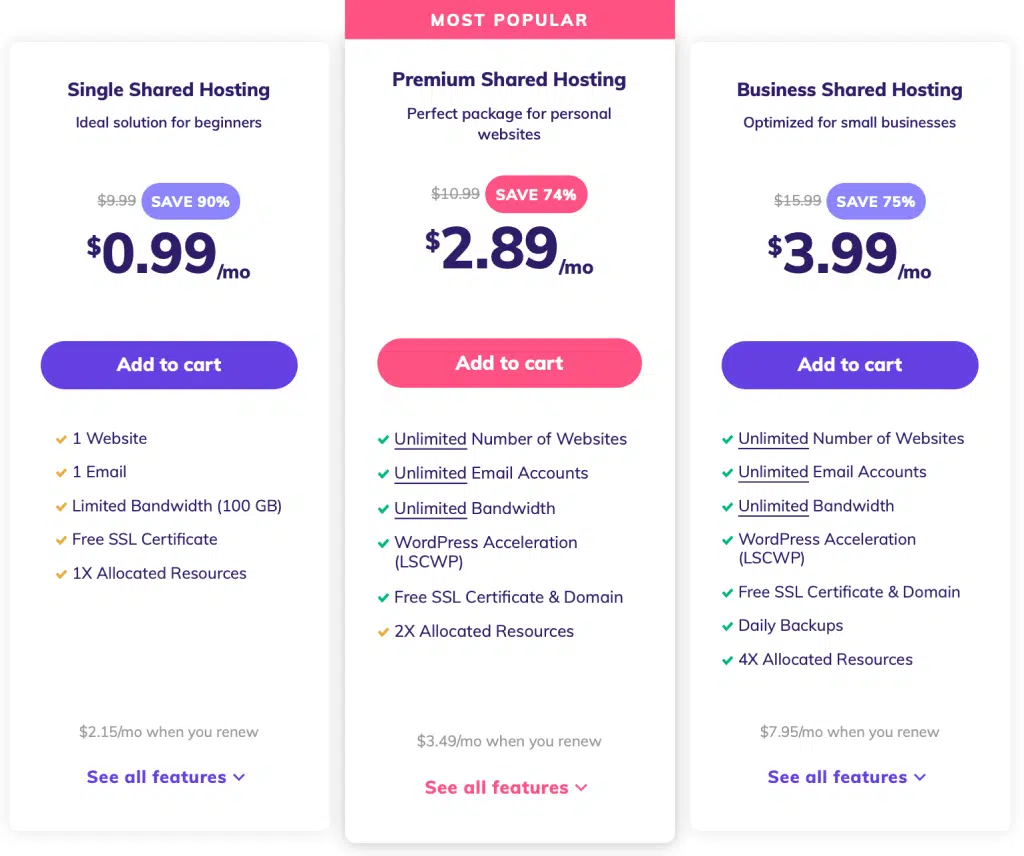 MOST POPULAR
Single Shared Hosting
Ideal solution for beginners
$9.99 SAVE 90%
$0.99/mo
Add to cart
1 Website
1 Email
Limited Bandwidth (100 GB)
Free SSL Certificate
1X Allocated Resources
$2.15/mo when you renew
See all features
Premium Shared Hosting
Perfect package for personal
websites
$10.99 SAVE 74%
$2.89/mo
Add to cart
Unlimited Number of Websites
Unlimited Email Accounts
Unlimited Bandwidth
WordPress Acceleration
(LSCWP)
Free SSL Certificate & Domain
2X Allocated Resources
$3.49/mo when you renew
See all features
Business Shared Hosting
Optimized for small businesses
$15.99 SAVE 75%
$3.99/mo
Add to cart
Unlimited Number of Websites
Unlimited Email Accounts
Unlimited Bandwidth
WordPress Acceleration
(LSCWP)
Free SSL Certificate & Domain
Daily Backups
4X Allocated Resources
$7.95/mo when you renew
See all features